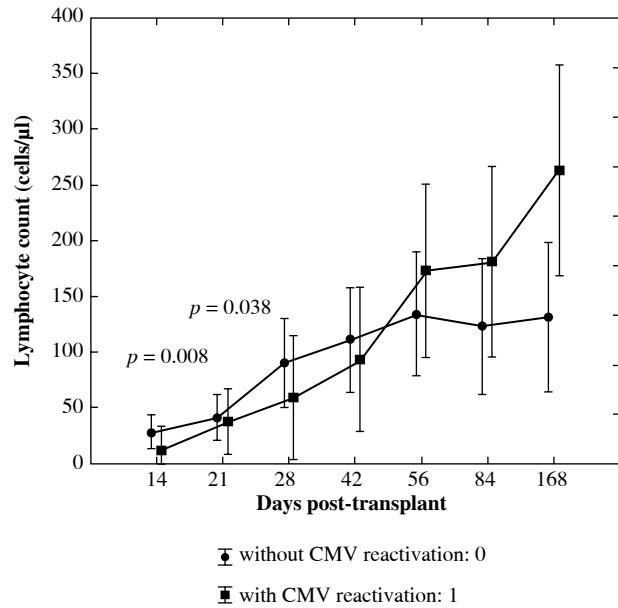 400
350
300
250
200
150
100
50
0
Lymphocyte count (cells/µl)
p = 0.038
p = 0.008
14 21 28 42 56 84 168
Days post-transplant
without CMV reactivation: 0
with CMV reactivation: 1